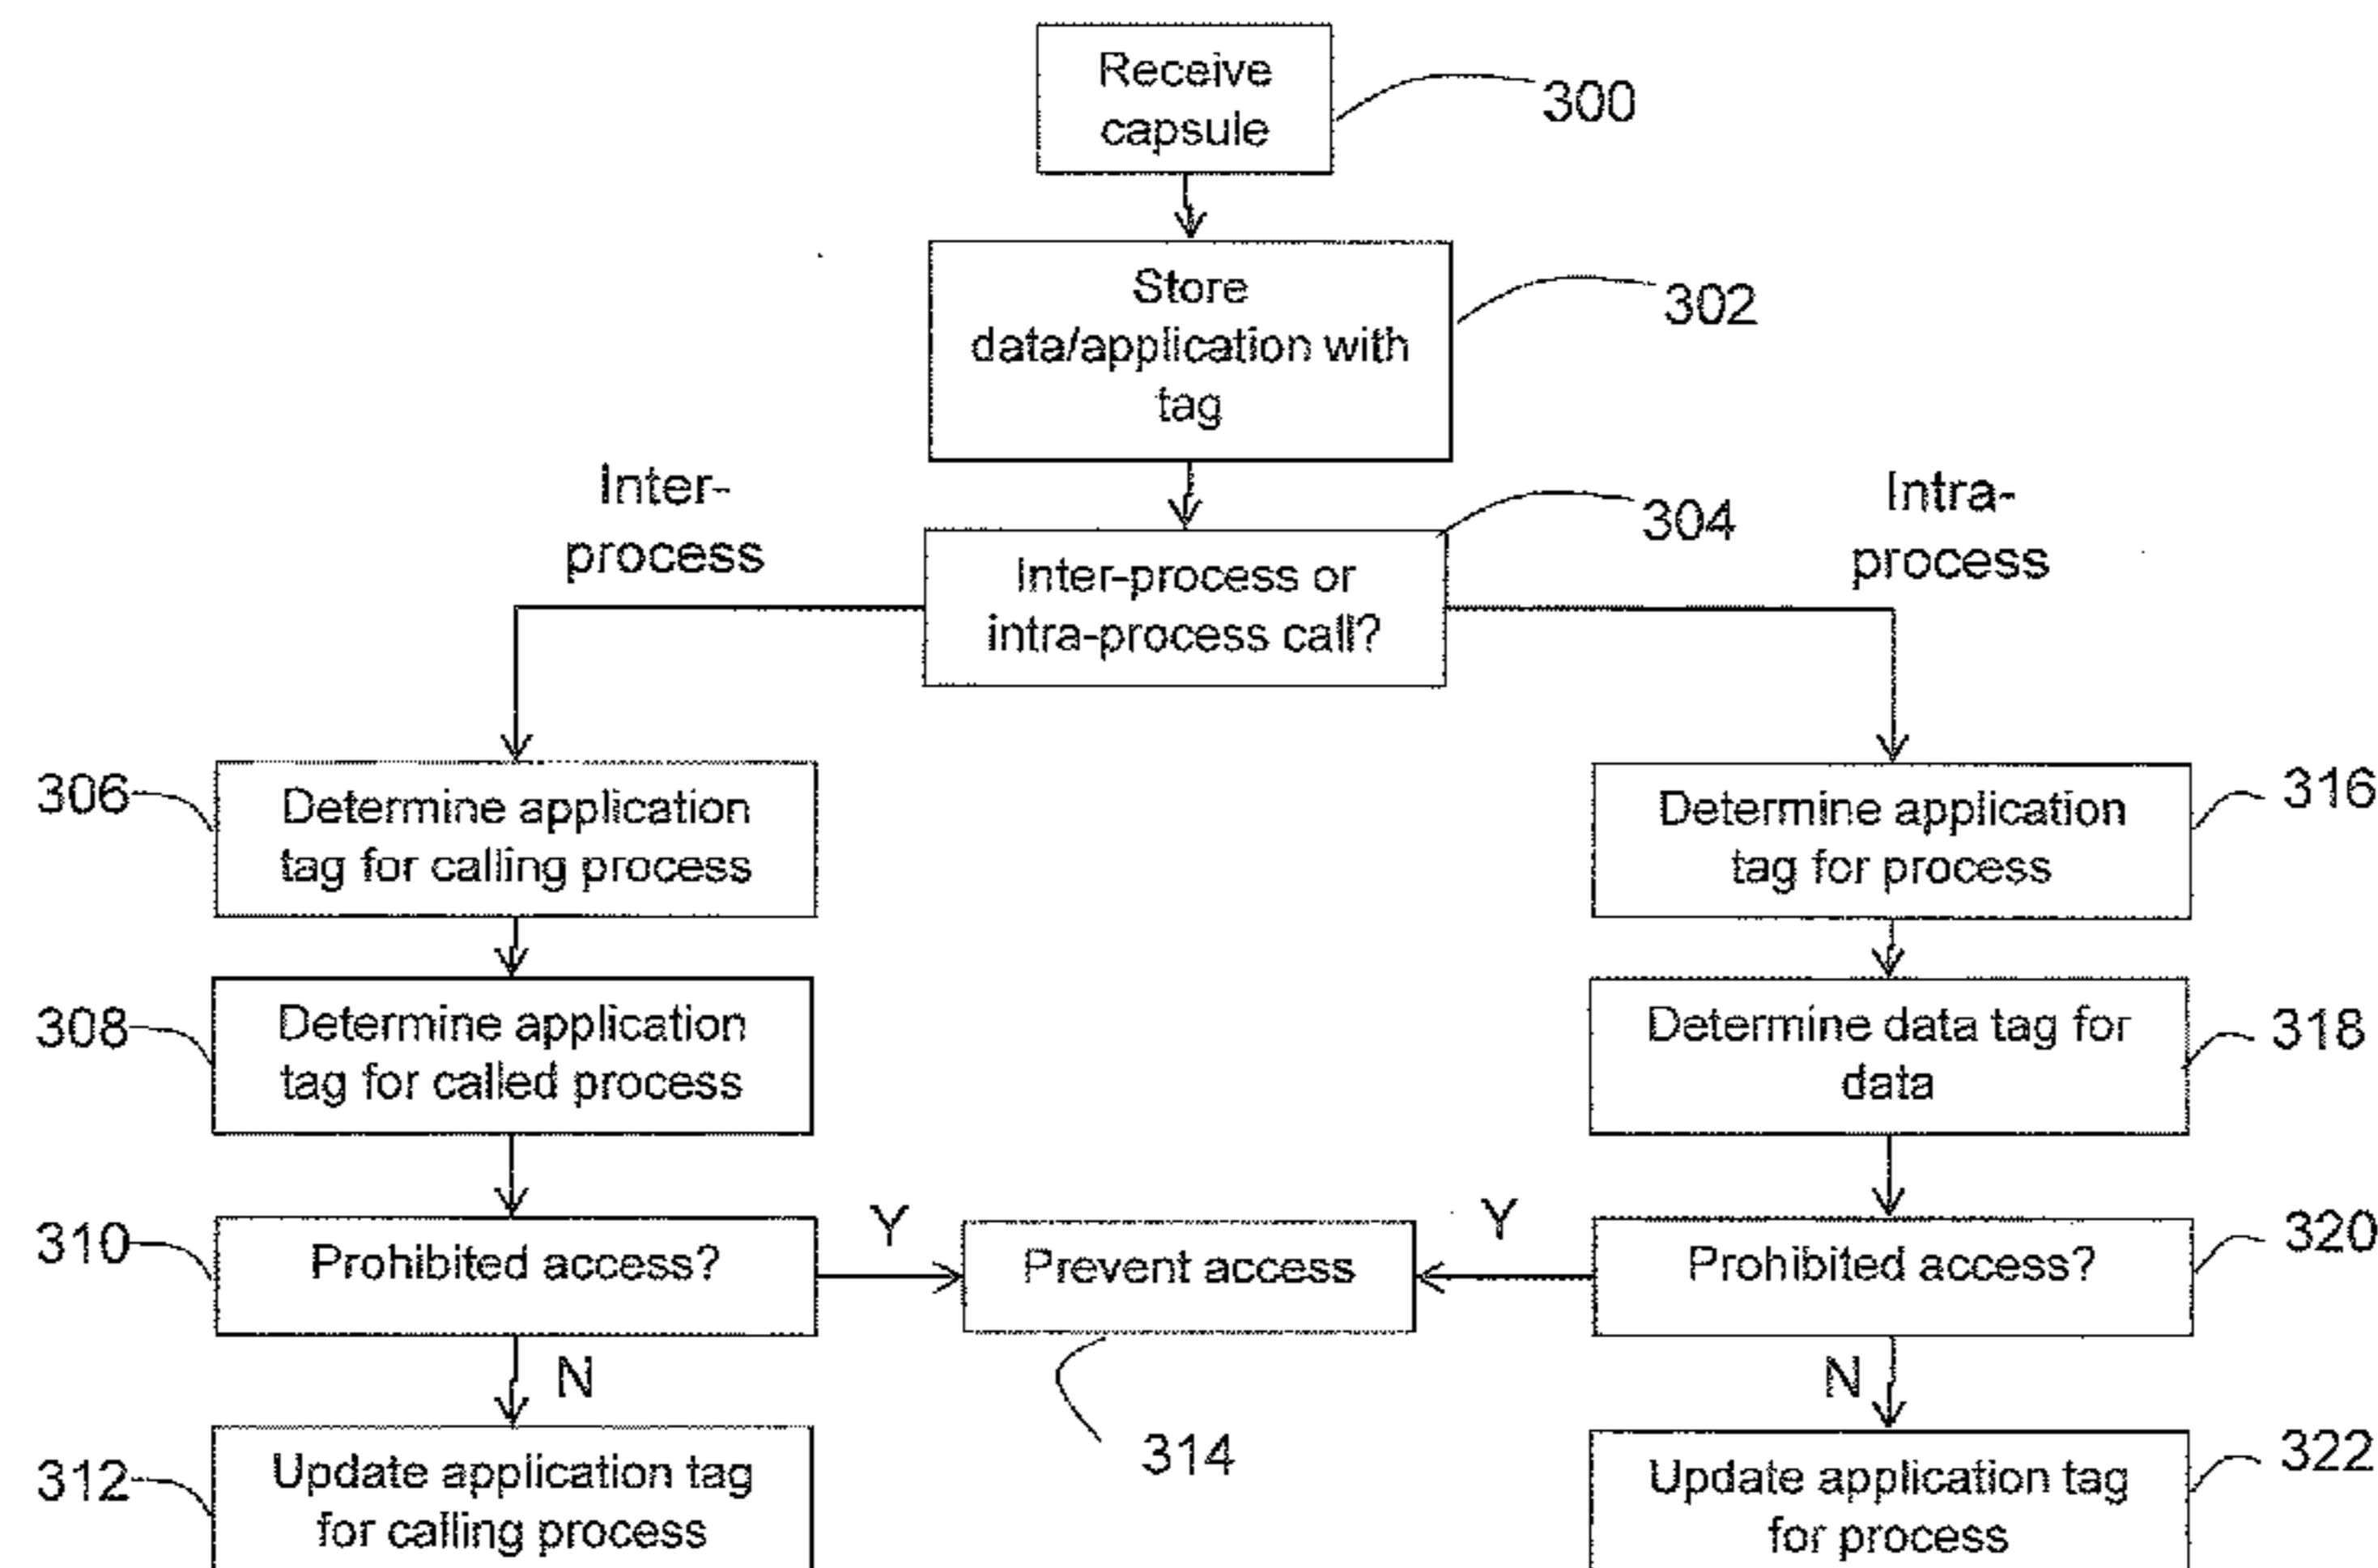 Receive
capsule
300
Store
data/application with
tag
302
Inter-
process
Intra-
process
304
Inter-process or
intra-process call?
306
Determine application
tag for calling process
Determine application
tag for process
316
308
Determine application
tag for called process
Determine data tag for
data
318
310
Prohibited access?
Y
Prevent access
Y
Prohibited access?
320
N
N
314
312
Update application tag
for calling process
Update application tag
for process
322